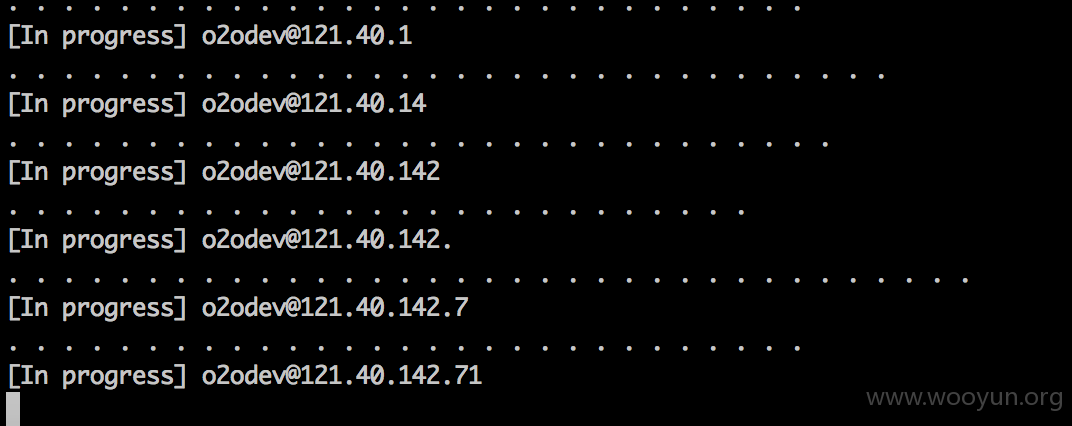 . . . . . . . . . . . . . . . . . . . . . . . . . . . . .
[In progress] o2odev@121.40.1
. . . . . . . . . . . . . . . . . . . . . . . . . . . . . . . .
[In progress] o2odev@121.40.14
. . . . . . . . . . . . . . . . . . . . . . . . . . . . . .
[In progress] o2odev@121.40.142
. . . . . . . . . . . . . . . . . . . . . . . . . . .
[In progress] o2odev@121.40.142.
. . . . . . . . . . . . . . . . . . . . . . . . . . . . . . . . . . .
[In progress] o2odev@121.40.142.7
. . . . . . . . . . . . . . . . . . . . . . . . . . . . .
[In progress] o2odev@121.40.142.71
www.wooyun.org